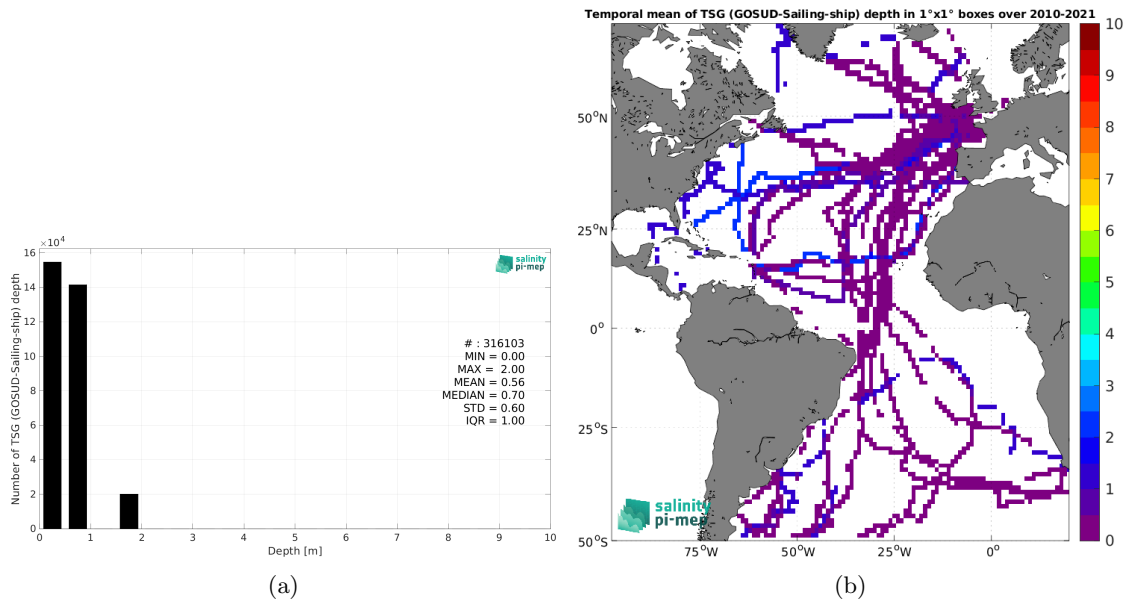 Temporal mean of TSG (GOSUD-Sailing-ship) depth in 1°x1° boxes over 2010-2021
×10⁴
16
14
12
10
8
6
4
2
0
Number of TSG (GOSUD-Sailing-ship) depth
salinity
pi-mep
# : 316103
MIN = 0.00
MAX = 2.00
MEAN = 0.56
MEDIAN = 0.70
STD = 0.60
IQR = 1.00
0 1 2 3 4 5 6 7 8 9 10
Depth [m]
(a)
50°N
25°N
0°
25°S
50°S
salinity
pi-mep
75°W 50°W 25°W 0°
10
9
8
7
6
5
4
3
2
1
0
(b)